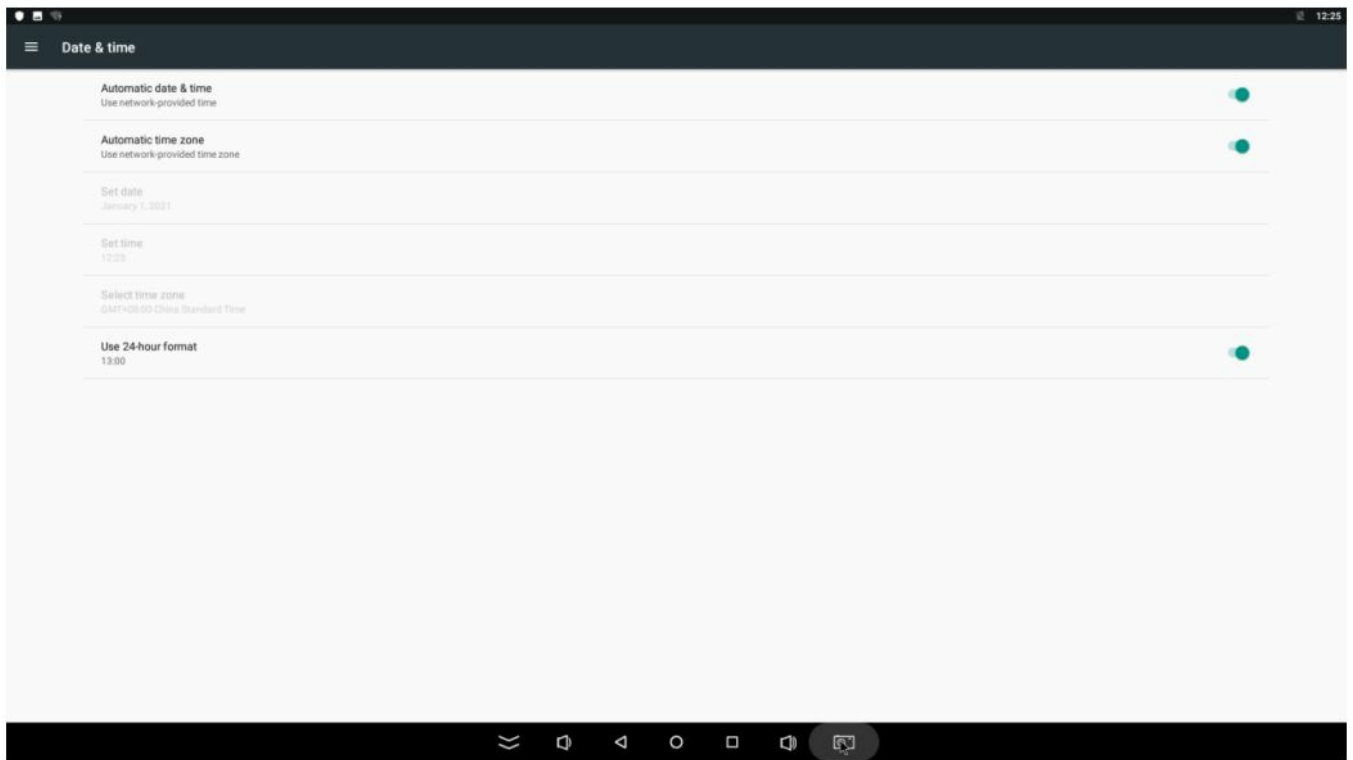 12:25
Date & time
Automatic date & time
Use network-provided time
Automatic time zone
Use network-provided time zone
Set date
January 1, 2021
Set time
12:25
Select time zone
GMT+08:00 China Standard Time
Use 24-hour format
13:00